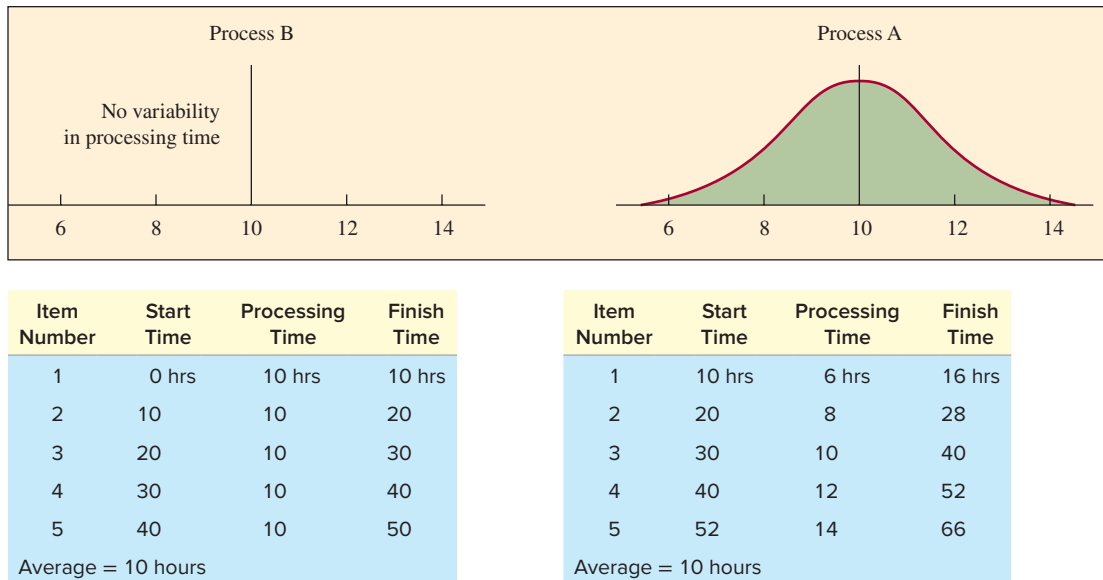 Process B
Process A
No variability
in processing time
6 8 10 12 14
6 8 10 12 14
Item Number Start Time Processing Time Finish Time
1 0 hrs 10 hrs 10 hrs
2 10 10 20
3 20 10 30
4 30 10 40
5 40 10 50
Average = 10 hours
Item Number Start Time Processing Time Finish Time
1 10 hrs 6 hrs 16 hrs
2 20 8 28
3 30 10 40
4 40 12 52
5 52 14 66
Average = 10 hours